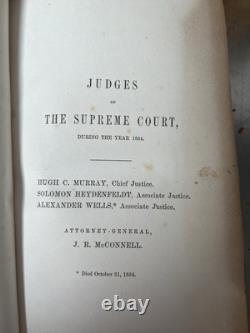 JUDGES
OF
THE SUPREME COURT,
DURING THE YEAR 1854.
HUGH C. MURRAY, Chief Justice.
SOLOMON HEYDENFELDT, Associate Justice.
ALEXANDER WELLS,* Associate Justice.
ATTORNEY-GENERAL,
J. R. McCONNELL.
* Died October 31, 1854.
ebay